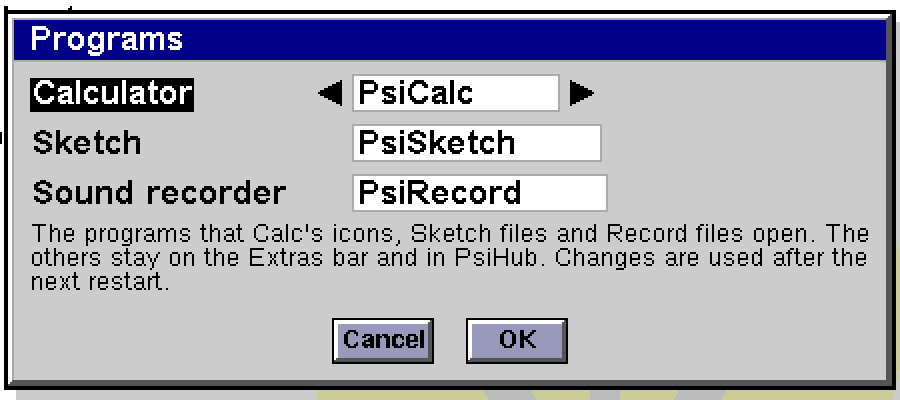 Programs
Calculator PsiCalc
Sketch PsiSketch
Sound recorder PsiRecord
The programs that Calc's icons, Sketch files and Record files open. The
others stay on the Extras bar and in PsiHub. Changes are used after the
next restart.
Cancel OK